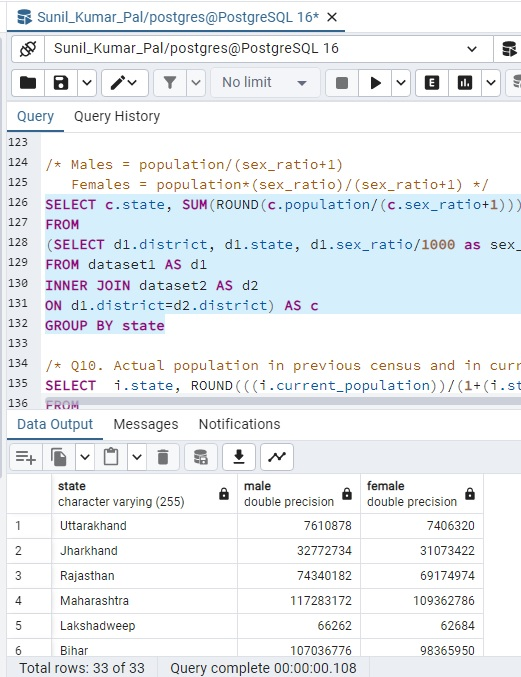 Sunil_Kumar_Pal/postgres@PostgreSQL 16*
Sunil_Kumar_Pal/postgres@PostgreSQL 16
No limit
E
Query Query History
123
124 /* Males = population/(sex_ratio+1)
125 Females = population*(sex_ratio)/(sex_ratio+1) */
126 SELECT c.state, SUM(ROUND(c.population/(c.sex_ratio+1)))
127 FROM
128 (SELECT d1.district, d1.state, d1.sex_ratio/1000 as sex_
129 FROM dataset1 AS d1
130 INNER JOIN dataset2 AS d2
131 ON d1.district=d2.district) AS c
132 GROUP BY state
133
134 /* Q10. Actual population in previous census and in curr
135 SELECT i.state, ROUND(((i.current_population))/(1+(i.st
136 FROM
Data Output Messages Notifications
state male female
character varying (255) double precision double precision
1 Uttarakhand 7610878 7406320
2 Jharkhand 32772734 31073422
3 Rajasthan 74340182 69174974
4 Maharashtra 117283172 109362786
5 Lakshadweep 66262 62684
6 Bihar 107036776 98365950
Total rows: 33 of 33 Query complete 00:00:00.108